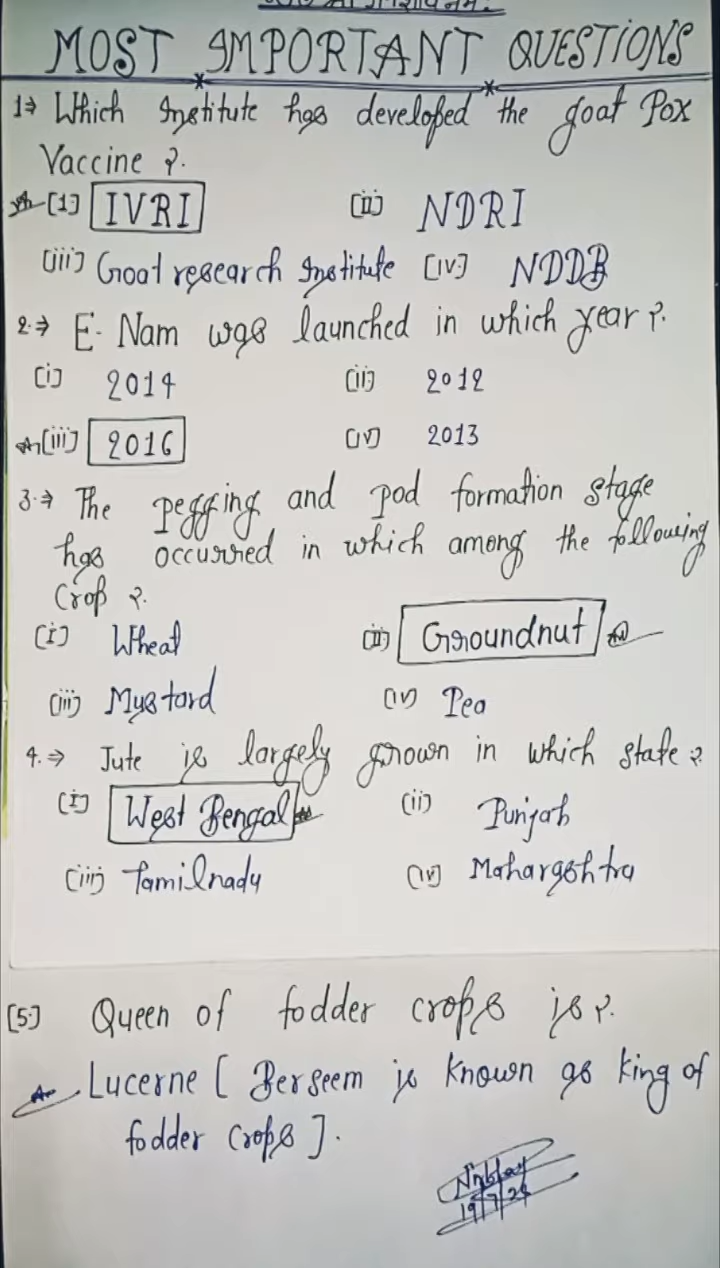 MOST IMPORTANT QUESTIONS
1⇒ Which Institute has developed the goat Pox
Vaccine ?.
[i] IVRI [ii] NDRI
[iii] Goat research Institute [iv] NDDB
2.⇒ E-Nam was launched in which year ?.
[i] 2014 [ii] 2012
[iii] 2016 [iv] 2013
3.⇒ The pegging and pod formation stage
has occurred in which among the following
Crop ?.
[i] Wheat [ii] Groundnut
[iii] Mustard [iv] Pea
4.⇒ Jute is largely grown in which state ?
[i] West Bengal [ii] Punjab
[iii] Tamilnadu [iv] Maharashtra
[5.] Queen of fodder crops is ?.
Lucerne [ Berseem is known as king of
fodder crops ].